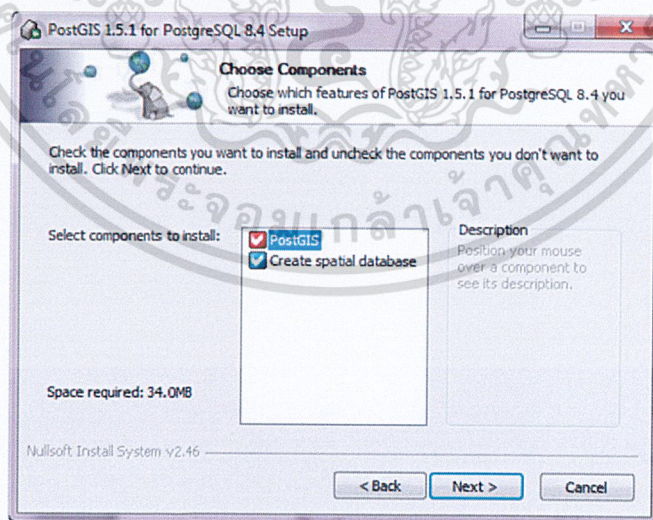 PostGIS 1.5.1 for PostgreSQL 8.4 Setup
Choose Components
Choose which features of PostGIS 1.5.1 for PostgreSQL 8.4 you
want to install.
Check the components you want to install and uncheck the components you don't want to
install. Click Next to continue.
Select components to install:
PostGIS
Create spatial database
Description
Position your mouse
over a component to
see its description.
Space required: 34.0MB
Nullsoft Install System v2.46
< Back
Next >
Cancel